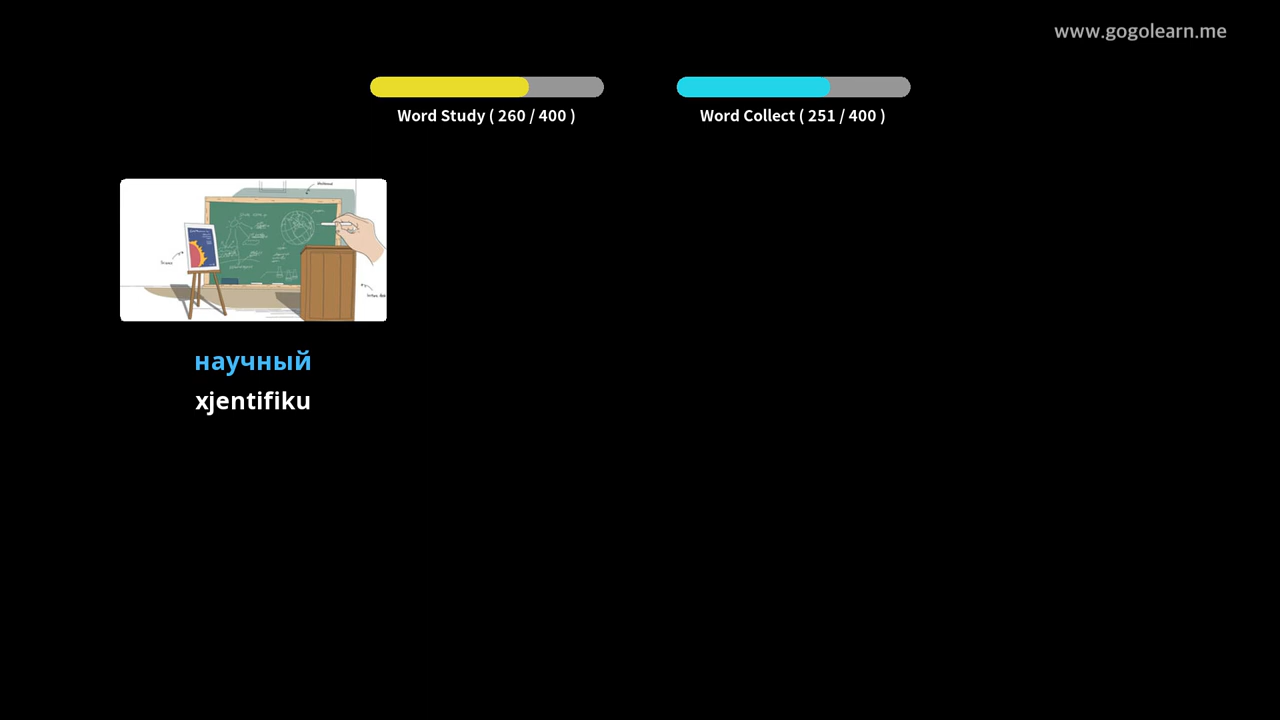 www.gogolearn.me
Word Study ( 260 / 400 )
Word Collect ( 251 / 400 )
научный
xjentifiku